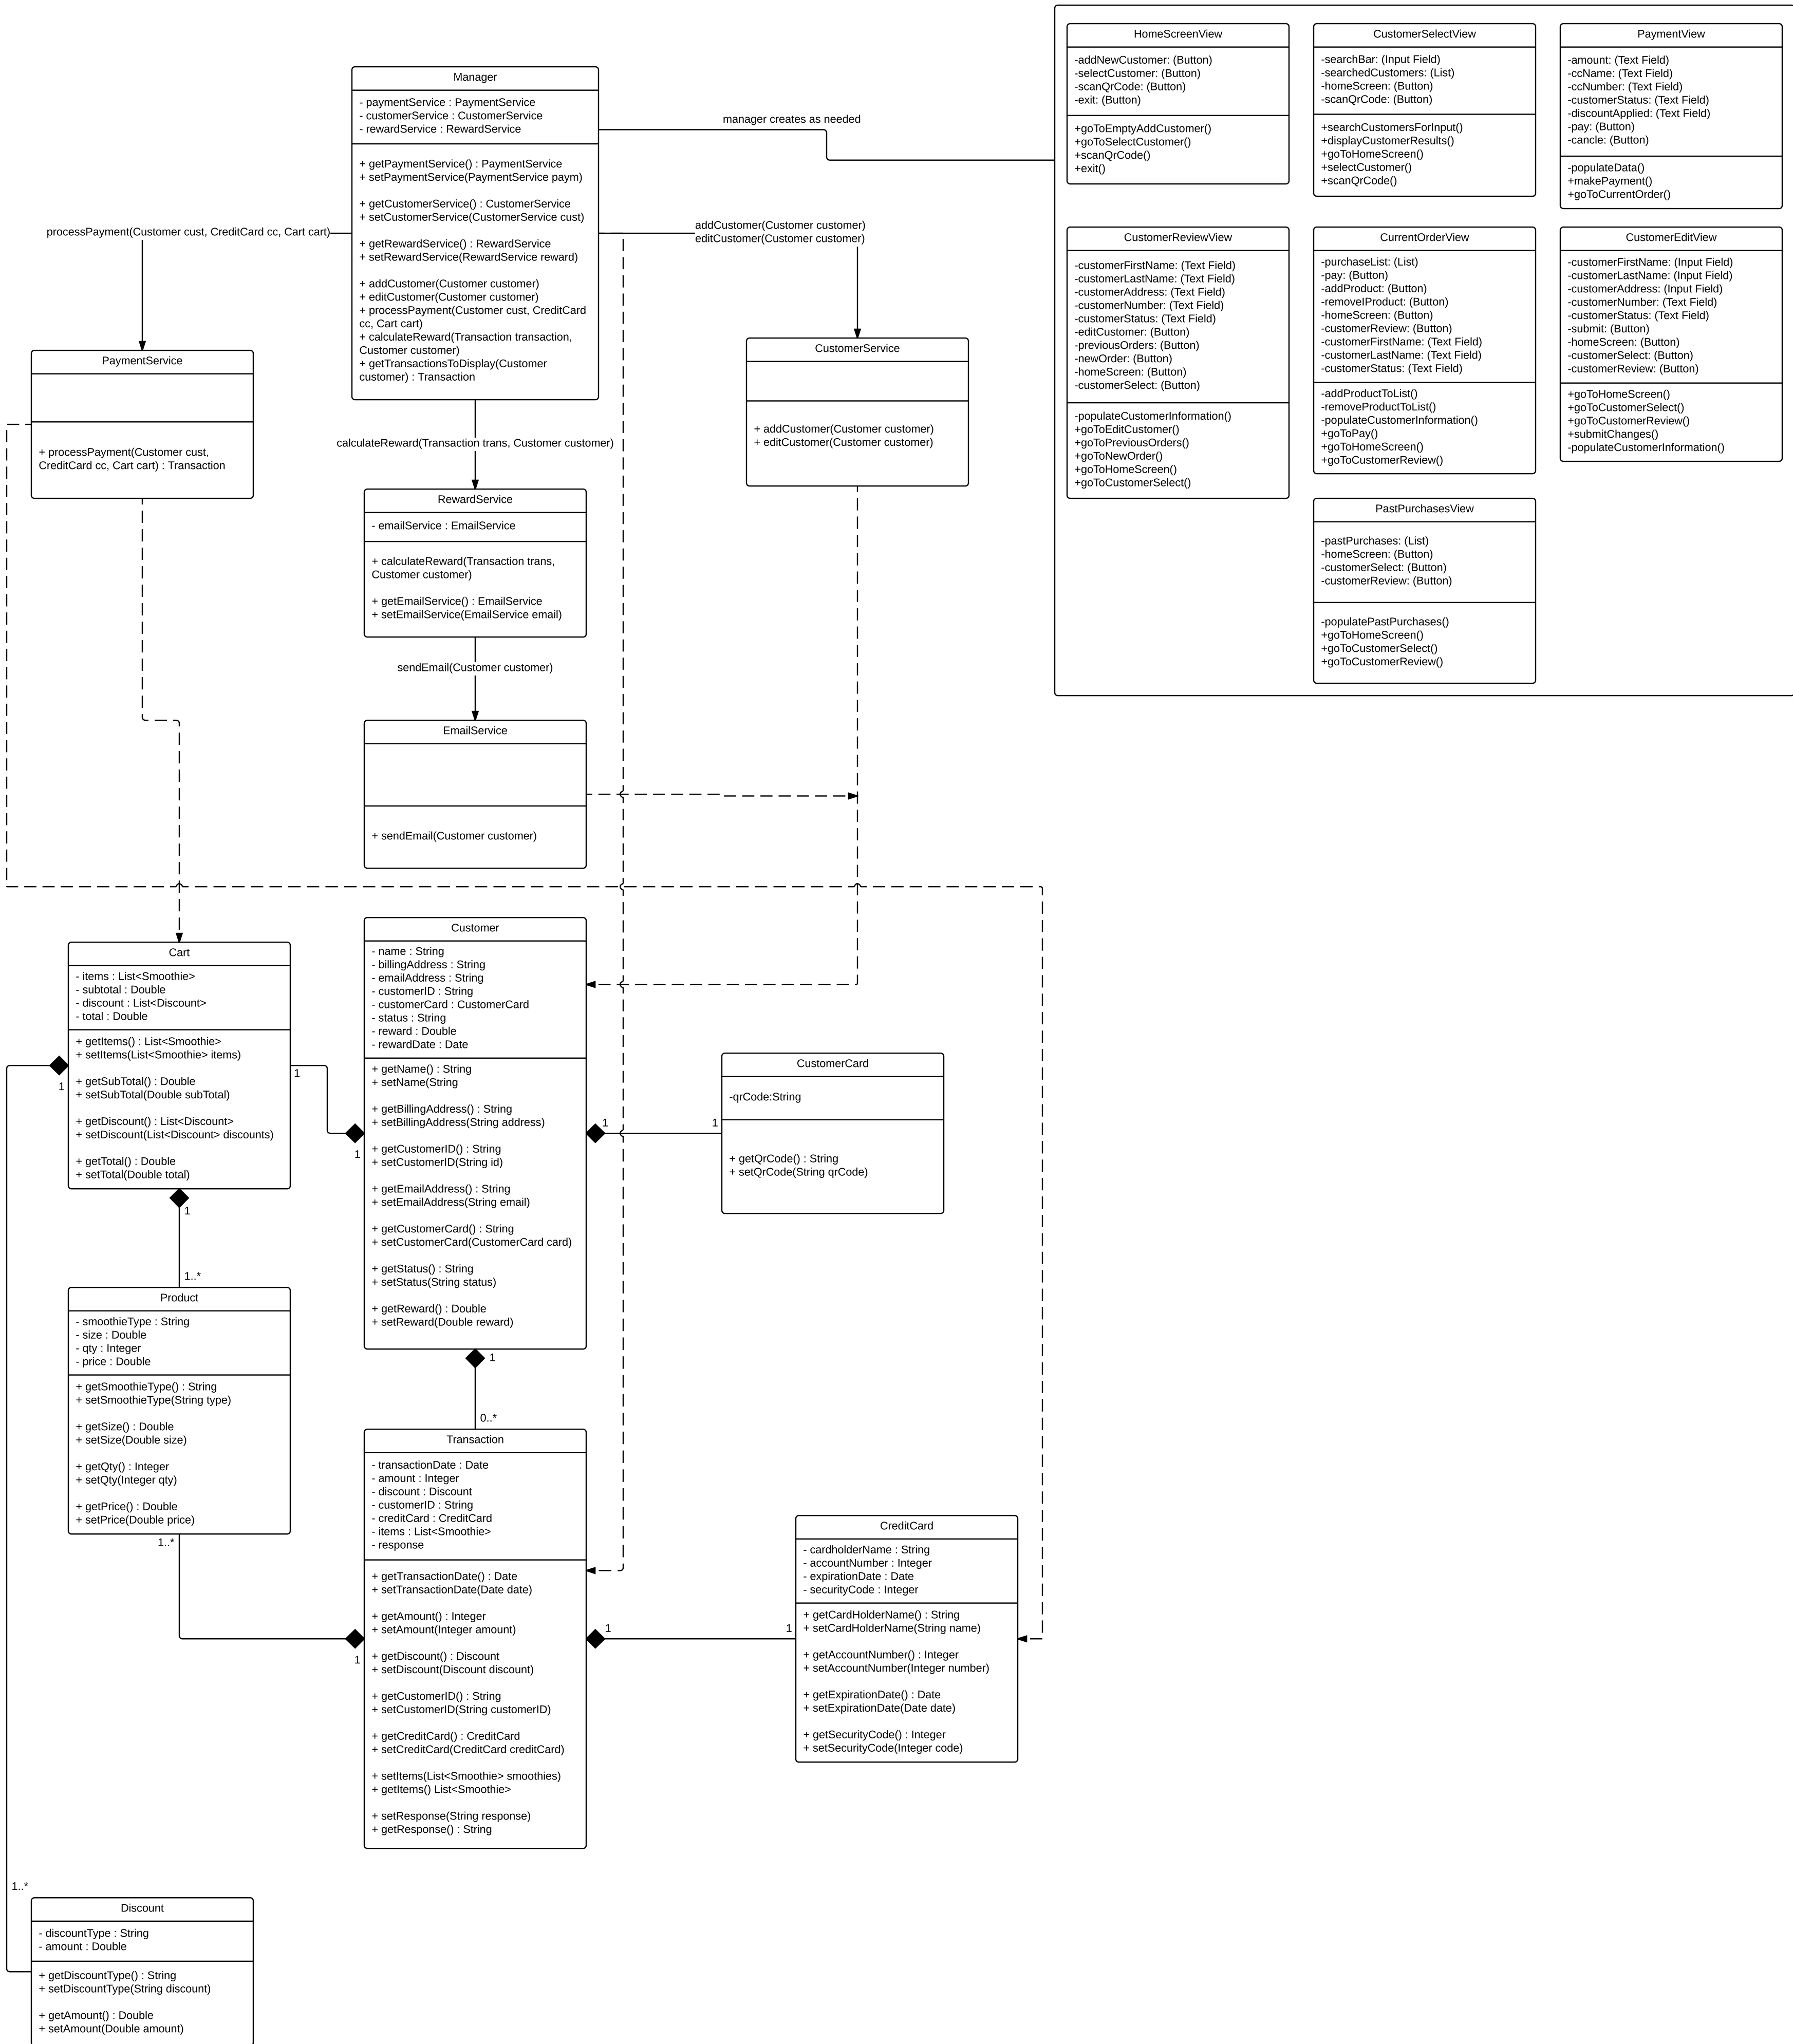 Manager
- paymentService : PaymentService
- customerService : CustomerService
- rewardService : RewardService
+ getPaymentService() : PaymentService
+ setPaymentService(PaymentService paym)
+ getCustomerService() : CustomerService
+ setCustomerService(CustomerService cust)
+ getRewardService() : RewardService
+ setRewardService(RewardService reward)
+ addCustomer(Customer customer)
+ editCustomer(Customer customer)
+ processPayment(Customer cust, CreditCard
cc, Cart cart)
+ calculateReward(Transaction transaction,
Customer customer)
+ getTransactionsToDisplay(Customer
customer) : Transaction
manager creates as needed
HomeScreenView
-addNewCustomer: (Button)
-selectCustomer: (Button)
-scanQrCode: (Button)
-exit: (Button)
+goToEmptyAddCustomer()
+goToSelectCustomer()
+scanQrCode()
+exit()
CustomerSelectView
-searchBar: (Input Field)
-searchedCustomers: (List)
-homeScreen: (Button)
-scanQrCode: (Button)
+searchCustomersForInput()
+displayCustomerResults()
+goToHomeScreen()
+selectCustomer()
+scanQrCode()
PaymentView
-amount: (Text Field)
-ccName: (Text Field)
-ccNumber: (Text Field)
-customerStatus: (Text Field)
-discountApplied: (Text Field)
-pay: (Button)
-cancle: (Button)
-populateData()
+makePayment()
+goToCurrentOrder()
CustomerReviewView
-customerFirstName: (Text Field)
-customerLastName: (Text Field)
-customerAddress: (Text Field)
-customerNumber: (Text Field)
-customerStatus: (Text Field)
-editCustomer: (Button)
-previousOrders: (Button)
-newOrder: (Button)
-homeScreen: (Button)
-customerSelect: (Button)
-populateCustomerInformation()
+goToEditCustomer()
+goToPreviousOrders()
+goToNewOrder()
+goToHomeScreen()
+goToCustomerSelect()
CurrentOrderView
-purchaseList: (List)
-pay: (Button)
-addProduct: (Button)
-removelProduct: (Button)
-homeScreen: (Button)
-customerReview: (Button)
-customerFirstName: (Text Field)
-customerLastName: (Text Field)
-customerStatus: (Text Field)
-addProductToList()
-removeProductToList()
-populateCustomerInformation()
+goToPay()
+goToHomeScreen()
+goToCustomerReview()
CustomerEditView
-customerFirstName: (Input Field)
-customerLastName: (Input Field)
-customerAddress: (Input Field)
-customerNumber: (Text Field)
-customerStatus: (Text Field)
-submit: (Button)
-homeScreen: (Button)
-customerSelect: (Button)
-customerReview: (Button)
+goToHomeScreen()
+goToCustomerSelect()
+goToCustomerReview()
+submitChanges()
-populateCustomerInformation()
PastPurchasesView
-pastPurchases: (List)
-homeScreen: (Button)
-customerSelect: (Button)
-customerReview: (Button)
-populatePastPurchases()
+goToHomeScreen()
+goToCustomerSelect()
+goToCustomerReview()
processPayment(Customer cust, CreditCard cc, Cart cart)
addCustomer(Customer customer)
editCustomer(Customer customer)
PaymentService
+ processPayment(Customer cust,
CreditCard cc, Cart cart) : Transaction
CustomerService
+ addCustomer(Customer customer)
+ editCustomer(Customer customer)
calculateReward(Transaction trans, Customer customer)
RewardService
- emailService : EmailService
+ calculateReward(Transaction trans,
Customer customer)
+ getEmailService() : EmailService
+ setEmailService(EmailService email)
sendEmail(Customer customer)
EmailService
+ sendEmail(Customer customer)
Cart
- items : List<Smoothie>
- subtotal : Double
- discount : List<Discount>
- total : Double
+ getItems() : List<Smoothie>
+ setItems(List<Smoothie> items)
+ getSubTotal() : Double
+ setSubTotal(Double subTotal)
+ getDiscount() : List<Discount>
+ setDiscount(List<Discount> discounts)
+ getTotal() : Double
+ setTotal(Double total)
1
1
1
1
1..*
Customer
- name : String
- billingAddress : String
- emailAddress : String
- customerID : String
- customerCard : CustomerCard
- status : String
- reward : Double
- rewardDate : Date
+ getName() : String
+ setName(String
+ getBillingAddress() : String
+ setBillingAddress(String address)
+ getCustomerID() : String
+ setCustomerID(String id)
+ getEmailAddress() : String
+ setEmailAddress(String email)
+ getCustomerCard() : String
+ setCustomerCard(CustomerCard card)
+ getStatus() : String
+ setStatus(String status)
+ getReward() : Double
+ setReward(Double reward)
1
1
CustomerCard
-qrCode:String
+ getQrCode() : String
+ setQrCode(String qrCode)
1
0..*
Product
- smoothieType : String
- size : Double
- qty : Integer
- price : Double
+ getSmoothieType() : String
+ setSmoothieType(String type)
+ getSize() : Double
+ setSize(Double size)
+ getQty() : Integer
+ setQty(Integer qty)
+ getPrice() : Double
+ setPrice(Double price)
1..*
1
Transaction
- transactionDate : Date
- amount : Integer
- discount : Discount
- customerID : String
- creditCard : CreditCard
- items : List<Smoothie>
- response
+ getTransactionDate() : Date
+ setTransactionDate(Date date)
+ getAmount() : Integer
+ setAmount(Integer amount)
+ getDiscount() : Discount
+ setDiscount(Discount discount)
+ getCustomerID() : String
+ setCustomerID(String customerID)
+ getCreditCard() : CreditCard
+ setCreditCard(CreditCard creditCard)
+ setItems(List<Smoothie> smoothies)
+ getItems() List<Smoothie>
+ setResponse(String response)
+ getResponse() : String
1
1
CreditCard
- cardholderName : String
- accountNumber : Integer
- expirationDate : Date
- securityCode : Integer
+ getCardHolderName() : String
+ setCardHolderName(String name)
+ getAccountNumber() : Integer
+ setAccountNumber(Integer number)
+ getExpirationDate() : Date
+ setExpirationDate(Date date)
+ getSecurityCode() : Integer
+ setSecurityCode(Integer code)
1..*
Discount
- discountType : String
- amount : Double
+ getDiscountType() : String
+ setDiscountType(String discount)
+ getAmount() : Double
+ setAmount(Double amount)